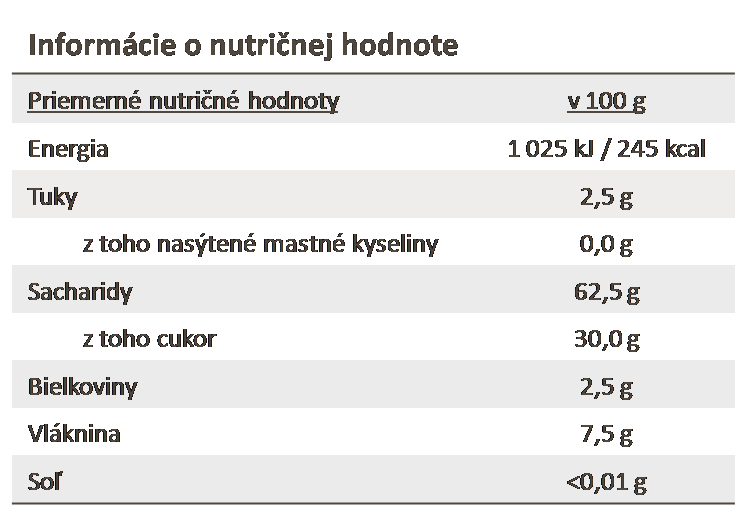 Informácie o nutričnej hodnote
Priemerné nutričné hodnoty v 100 g
Energia 1 025 kJ / 245 kcal
Tuky 2,5 g
z toho nasýtené mastné kyseliny 0,0 g
Sacharidy 62,5 g
z toho cukor 30,0 g
Bielkoviny 2,5 g
Vláknina 7,5 g
Soľ <0,01 g